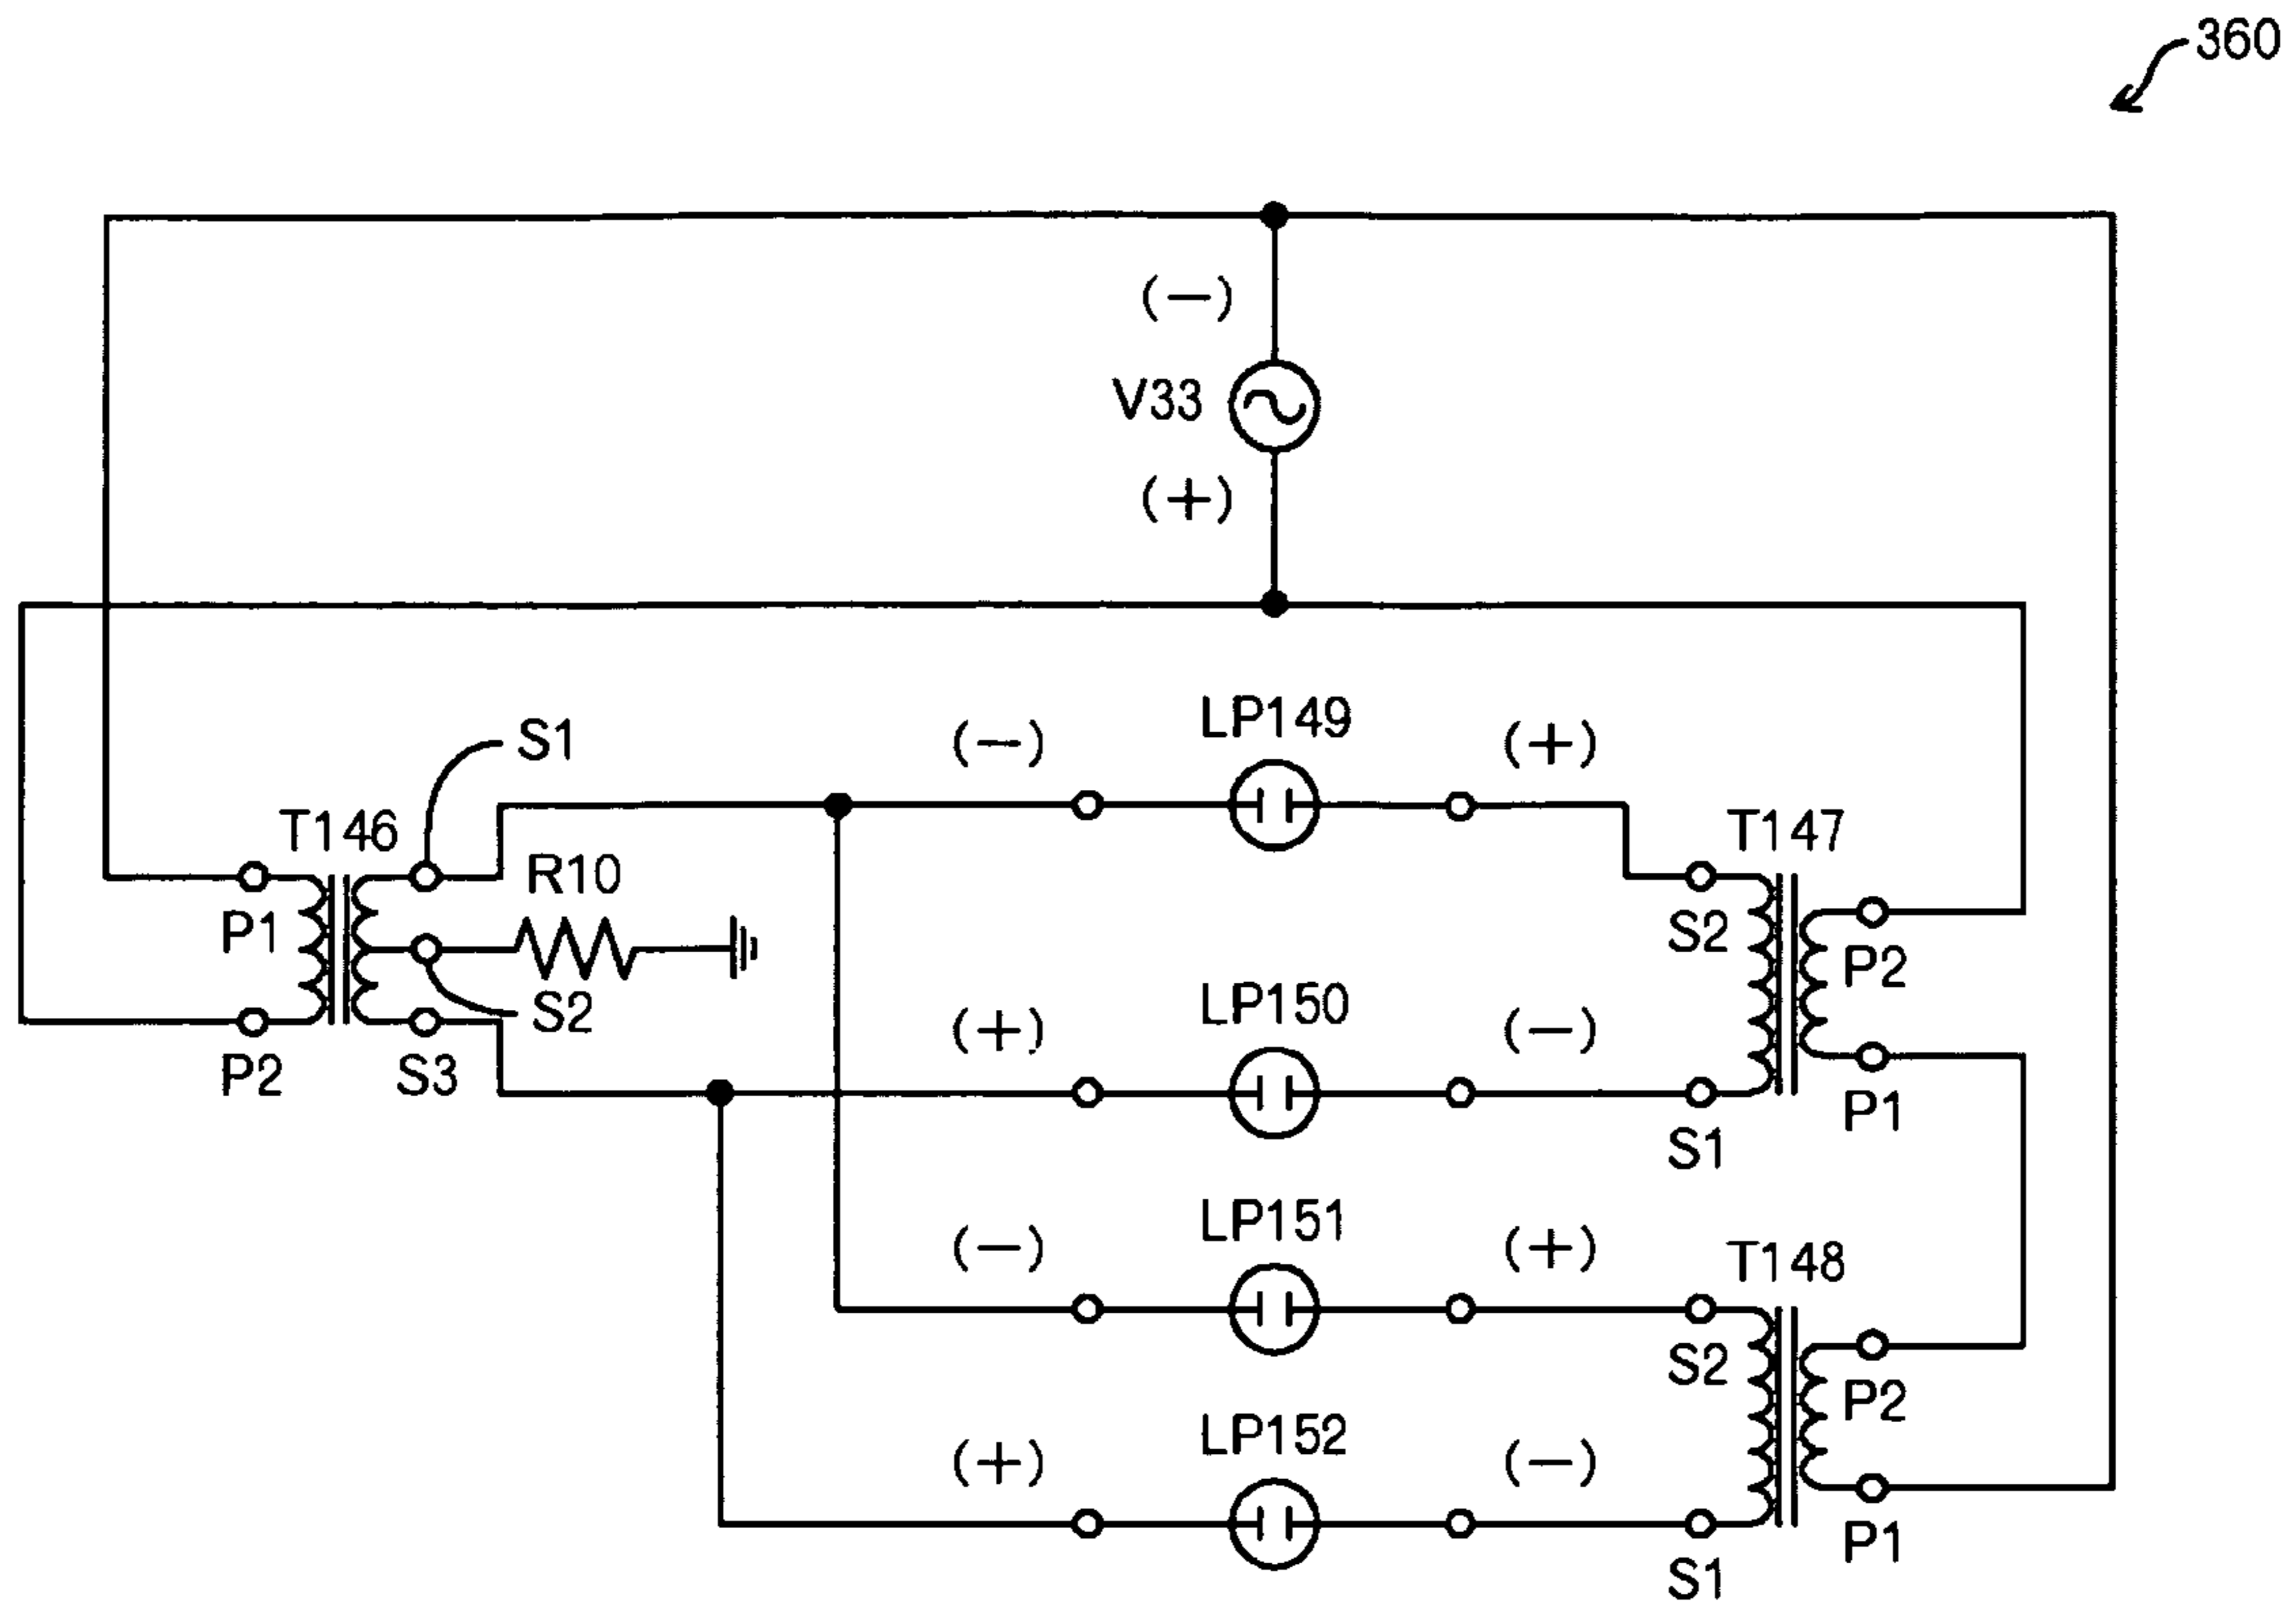 360
(−)
V33
(+)
LP149
(−)
(+)
S1
T146
T147
R10
P1
S2
P2
S2
LP150
(+)
(−)
P2
S3
P1
S1
LP151
(−)
(+)
T148
S2
P2
LP152
(+)
(−)
P1
S1